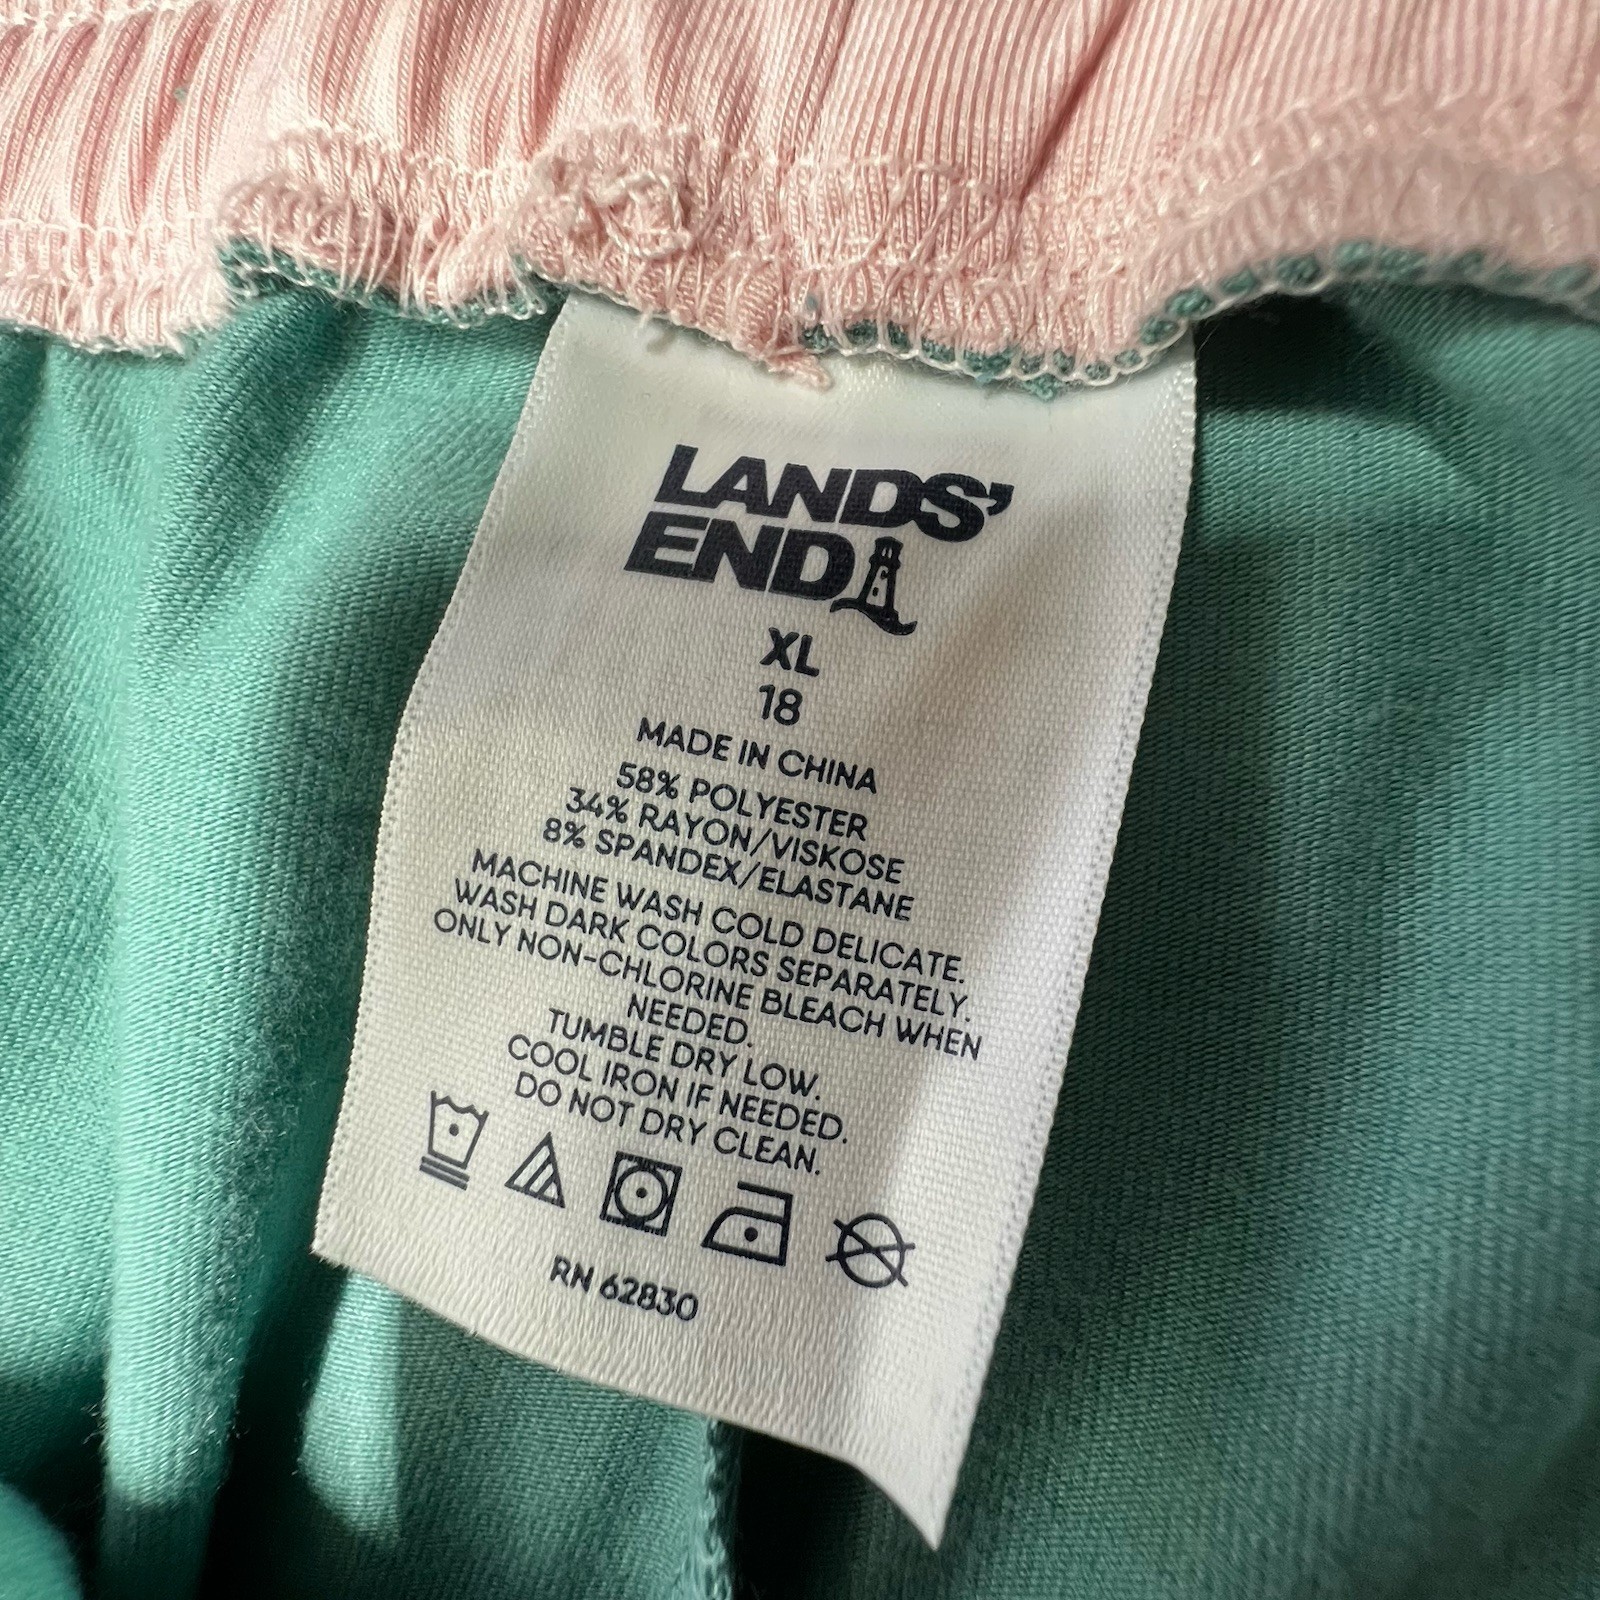 LANDS'
END
XL
18
MADE IN CHINA
58% POLYESTER
34% RAYON/VISKOSE
8% SPANDEX/ELASTANE
MACHINE WASH COLD DELICATE.
WASH DARK COLORS SEPARATELY.
ONLY NON-CHLORINE BLEACH WHEN
NEEDED.
TUMBLE DRY LOW.
COOL IRON IF NEEDED.
DO NOT DRY CLEAN.
RN 62830